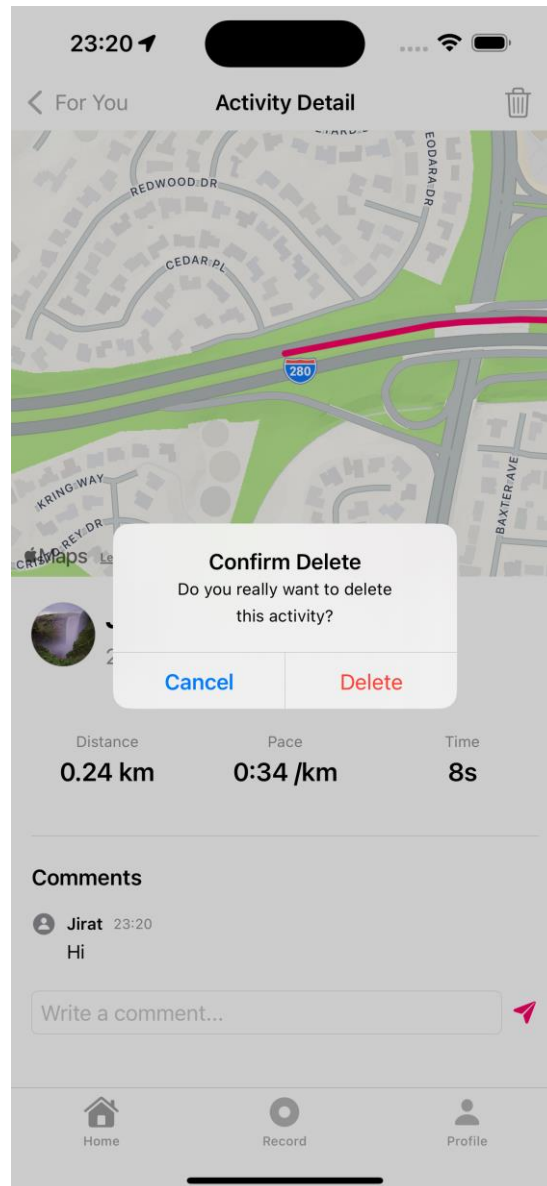 23:20
For You
Activity Detail
EODARA DR
REDWOOD DR
CEDAR PL
280
KRING WAY
BAXTER AVE
REY DR
Maps
Confirm Delete
Do you really want to delete
this activity?
Cancel
Delete
Distance
Pace
Time
0.24 km
0:34 /km
8s
Comments
Jirat 23:20
Hi
Write a comment...
Home
Record
Profile